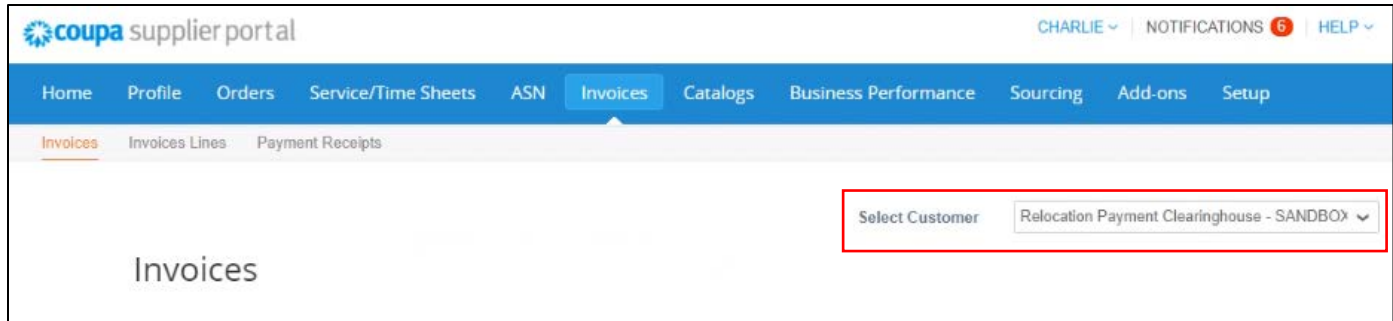 coupa supplier portal CHARLIE NOTIFICATIONS 6 HELP
Home Profile Orders Service/Time Sheets ASN Invoices Catalogs Business Performance Sourcing Add-ons Setup
Invoices Invoices Lines Payment Receipts
Select Customer Relocation Payment Clearinghouse - SANDBOX
Invoices